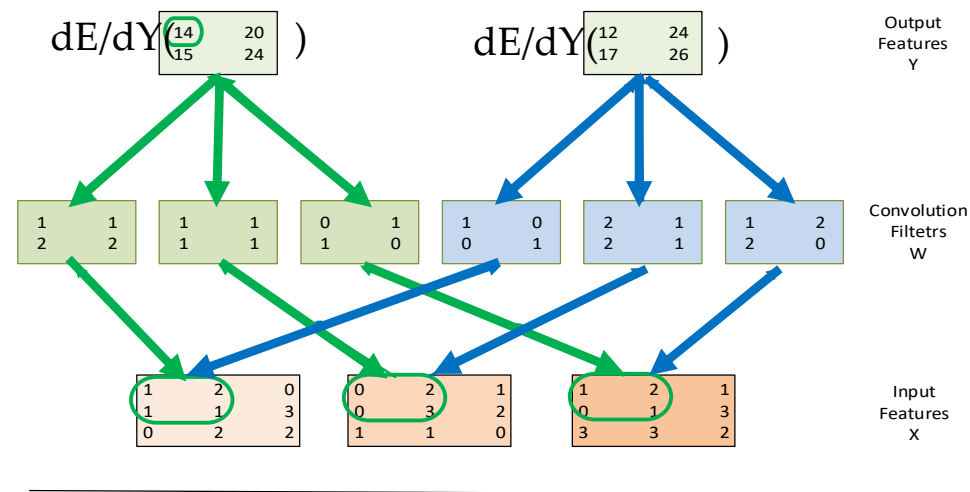 dE/dY( 14 20 ) dE/dY( 12 24 ) Output
15 24 17 26 Features
Y
1 1 1 1 0 1 1 0 2 1 1 2 Convolution
2 2 1 1 1 0 0 1 2 1 2 0 Filtetrs
W
1 2 0 0 2 1 1 2 1 Input
1 1 3 0 3 2 0 1 3 Features
0 2 2 1 1 0 3 3 2 X